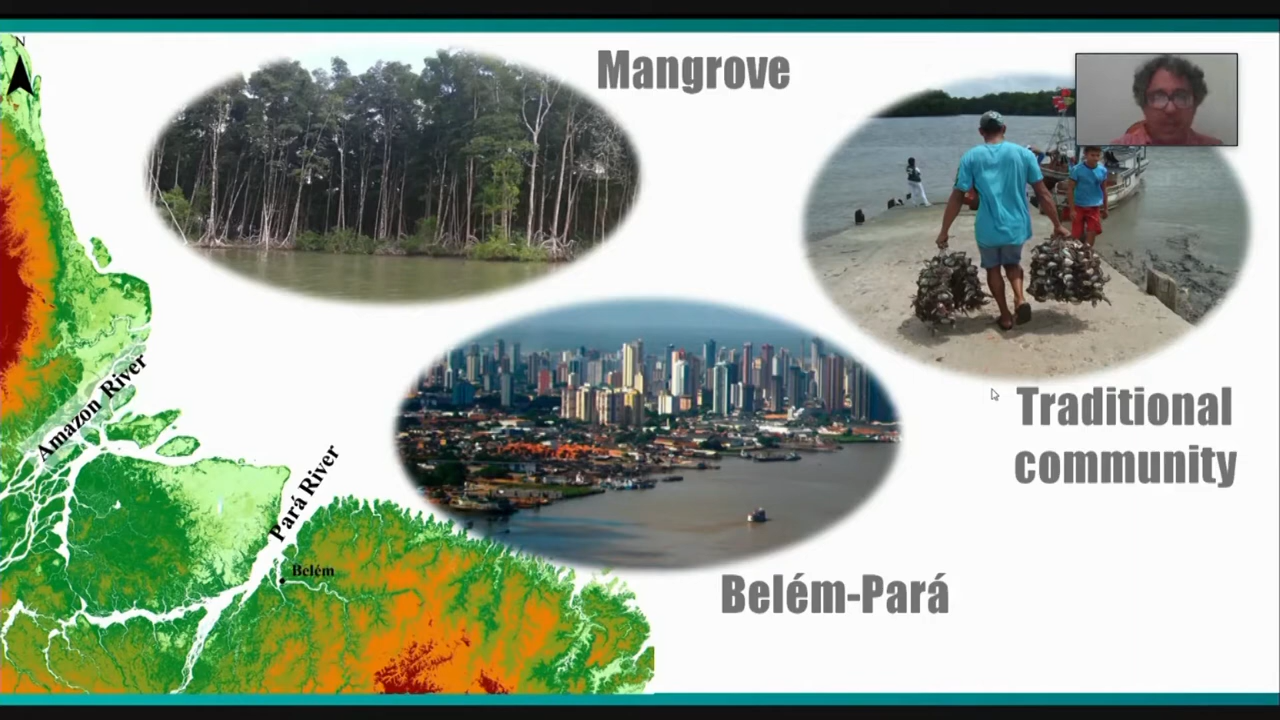 N
Mangrove
Amazon River
Pará River
Belém
Traditional
community
Belém-Pará